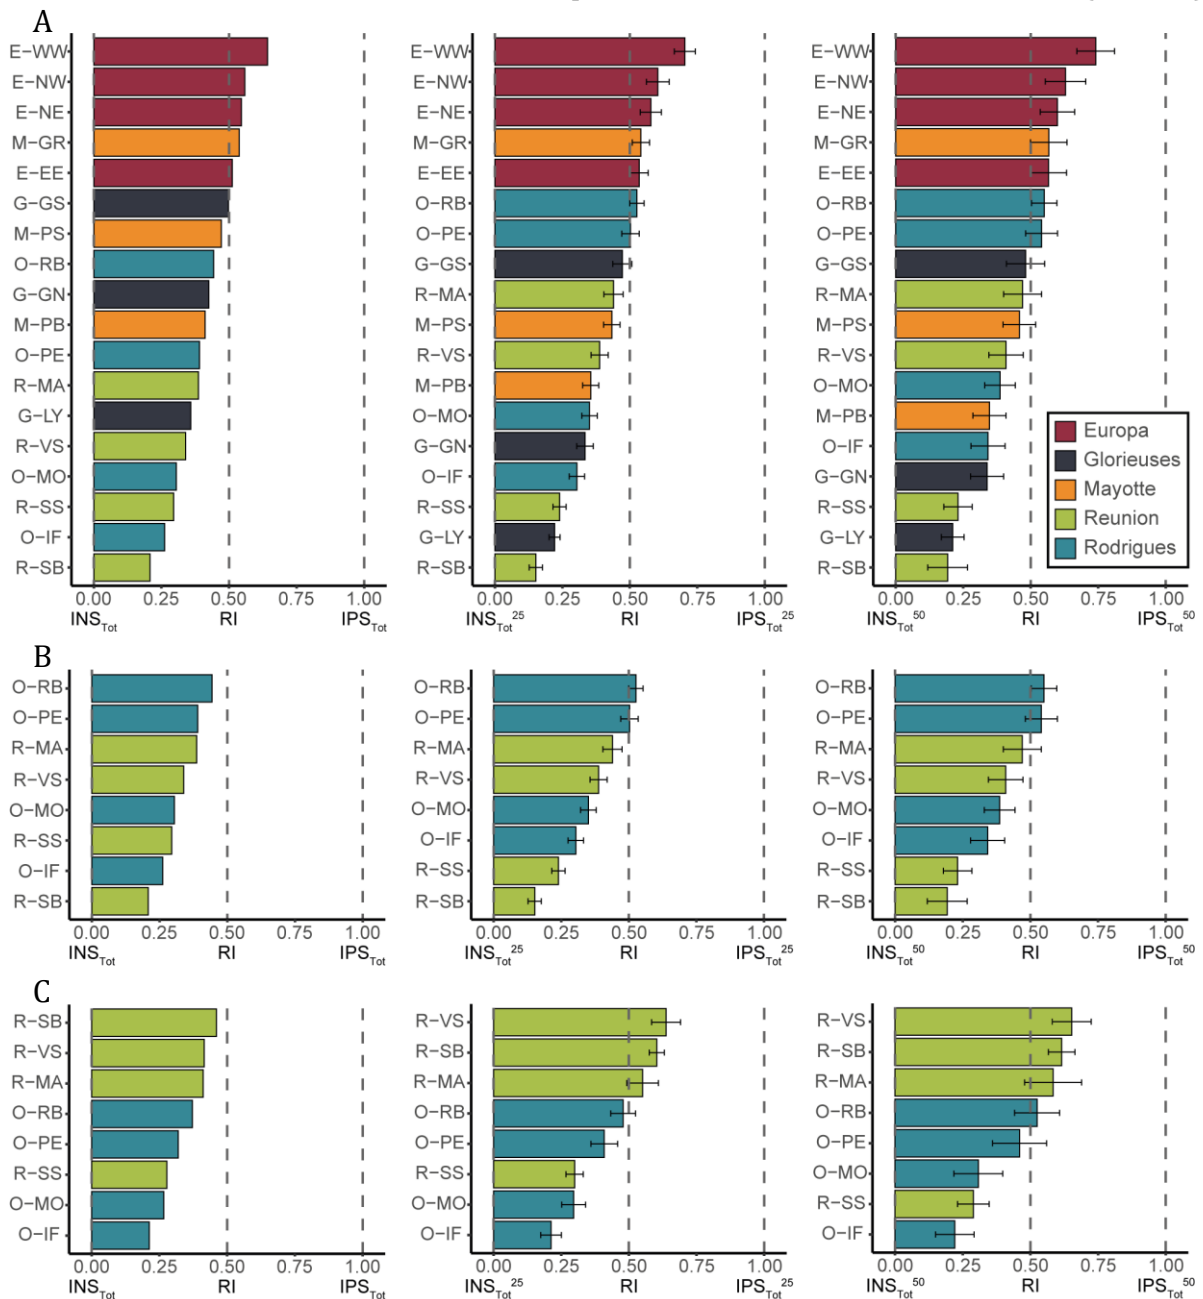 A
E−WW
E−NW
E−NE
M−GR
E−EE
G−GS
M−PS
O−RB
G−GN
M−PB
O−PE
R−MA
G−LY
R−VS
O−MO
R−SS
O−IF
R−SB
0.00 0.25 0.50 0.75 1.00
INSTot RI IPSTot
E−WW
E−NW
E−NE
M−GR
E−EE
O−RB
O−PE
G−GS
R−MA
M−PS
R−VS
M−PB
O−MO
G−GN
O−IF
R−SS
G−LY
R−SB
0.00 0.25 0.50 0.75 1.00
INSTot25 RI IPSTot25
E−WW
E−NW
E−NE
M−GR
E−EE
O−RB
O−PE
G−GS
R−MA
M−PS
R−VS
O−MO
M−PB
O−IF
G−GN
R−SS
G−LY
R−SB
0.00 0.25 0.50 0.75 1.00
INSTot50 RI IPSTot50
Europa
Glorieuses
Mayotte
Reunion
Rodrigues
B
O−RB
O−PE
R−MA
R−VS
O−MO
R−SS
O−IF
R−SB
0.00 0.25 0.50 0.75 1.00
INSTot RI IPSTot
O−RB
O−PE
R−MA
R−VS
O−MO
O−IF
R−SS
R−SB
0.00 0.25 0.50 0.75 1.00
INSTot25 RI IPSTot25
O−RB
O−PE
R−MA
R−VS
O−MO
O−IF
R−SS
R−SB
0.00 0.25 0.50 0.75 1.00
INSTot50 RI IPSTot50
C
R−SB
R−VS
R−MA
O−RB
O−PE
R−SS
O−MO
O−IF
0.00 0.25 0.50 0.75 1.00
INSTot RI IPSTot
R−VS
R−SB
R−MA
O−RB
O−PE
R−SS
O−MO
O−IF
0.00 0.25 0.50 0.75 1.00
INSTot25 RI IPSTot25
R−VS
R−SB
R−MA
O−RB
O−PE
O−MO
R−SS
O−IF
0.00 0.25 0.50 0.75 1.00
INSTot50 RI IPSTot50